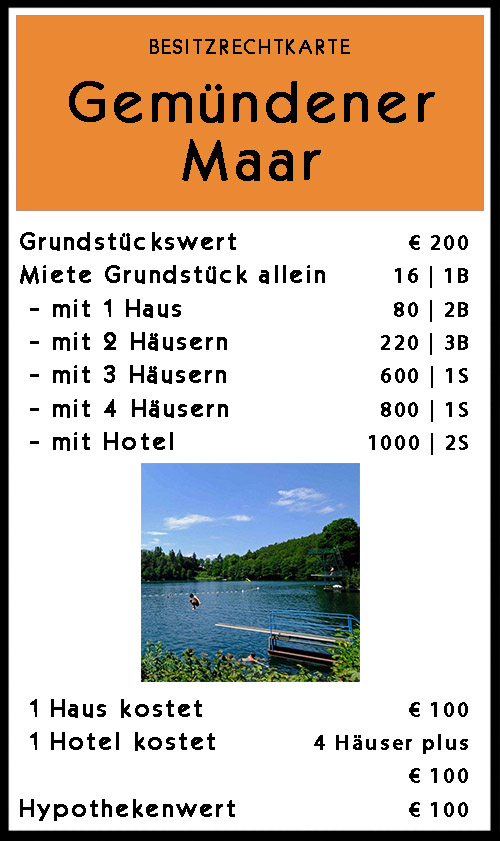 BESITZRECHTKARTE
Gemündener
Maar
Grundstückswert € 200
Miete Grundstück allein 16 | 1B
- mit 1 Haus 80 | 2B
- mit 2 Häusern 220 | 3B
- mit 3 Häusern 600 | 1S
- mit 4 Häusern 800 | 1S
- mit Hotel 1000 | 2S
1 Haus kostet € 100
1 Hotel kostet 4 Häuser plus
€ 100
Hypothekenwert € 100